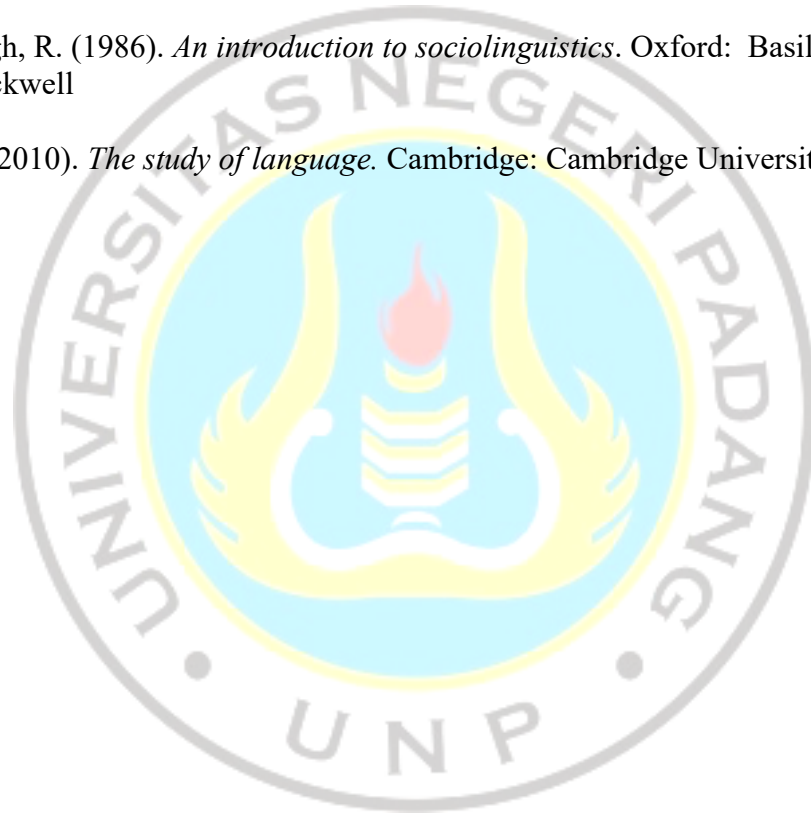 gh, R. (1986). An introduction to sociolinguistics. Oxford: Basil
ckwell
2010). The study of language. Cambridge: Cambridge Universit
UNIVERSITAS NEGERI PADANG
• UNP •